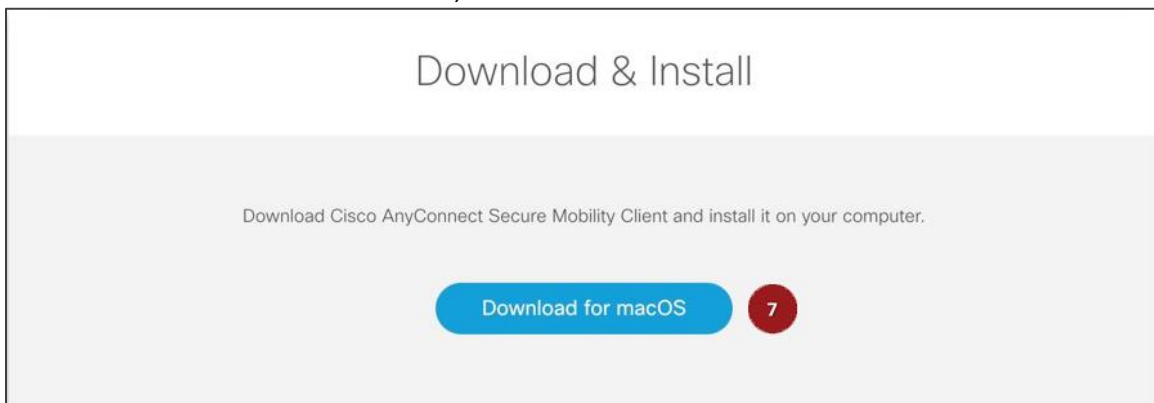 Download & Install
Download Cisco AnyConnect Secure Mobility Client and install it on your computer.
Download for macOS
7